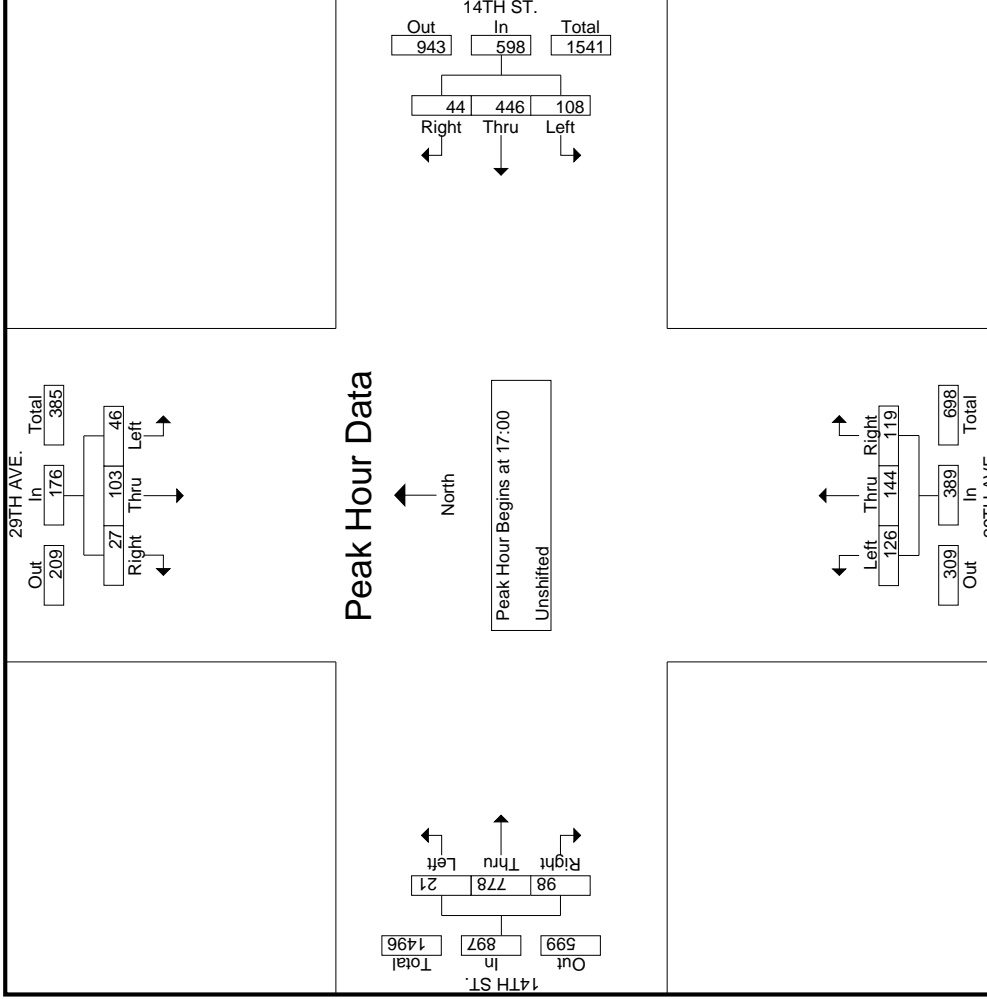 14TH ST.
Out In Total
943 598 1541
44 446 108
Right Thru Left
29TH AVE.
Out In Total
209 176 385
27 103 46
Right Thru Left
Peak Hour Data
North
Peak Hour Begins at 17:00
Unshifted
Left Thru Right
126 144 119
309 389 698
Out In Total
Left Thru Right
21 778 98
1496 897 599
Total In Out
14TH ST.